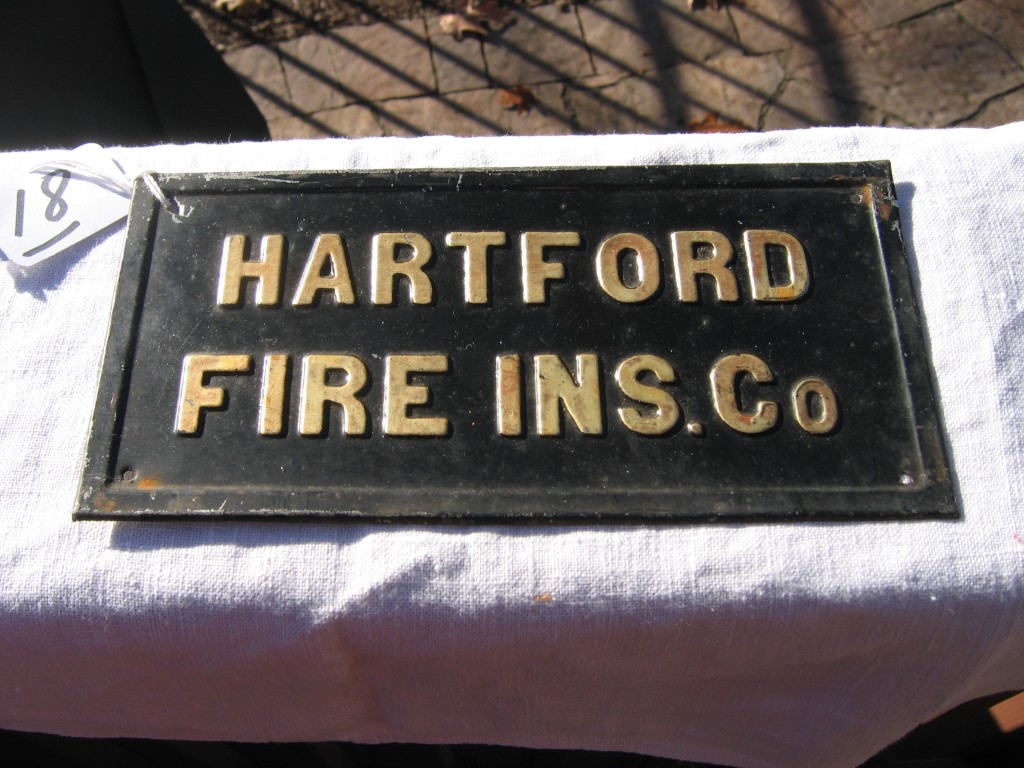 18
HARTFORD
FIRE INS. Co